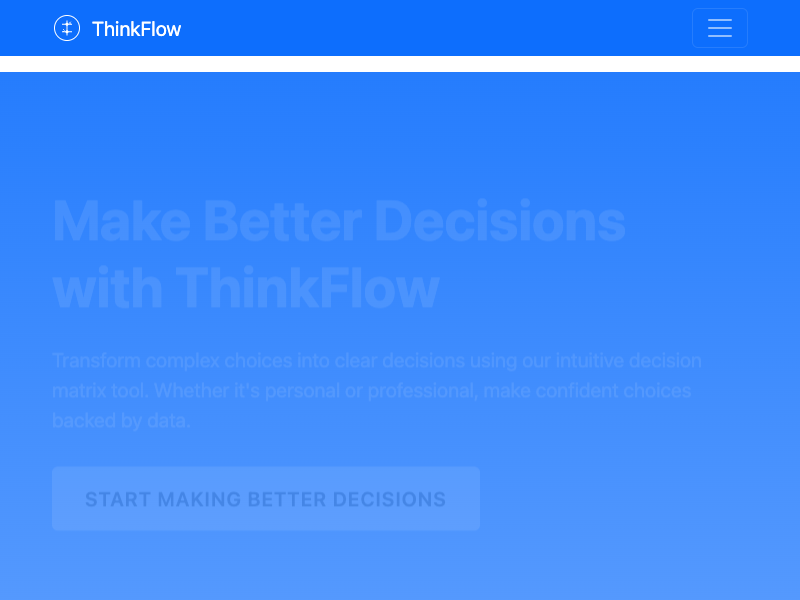 ThinkFlow
Make Better Decisions
with ThinkFlow
Transform complex choices into clear decisions using our intuitive decision
matrix tool. Whether it's personal or professional, make confident choices
backed by data.
START MAKING BETTER DECISIONS